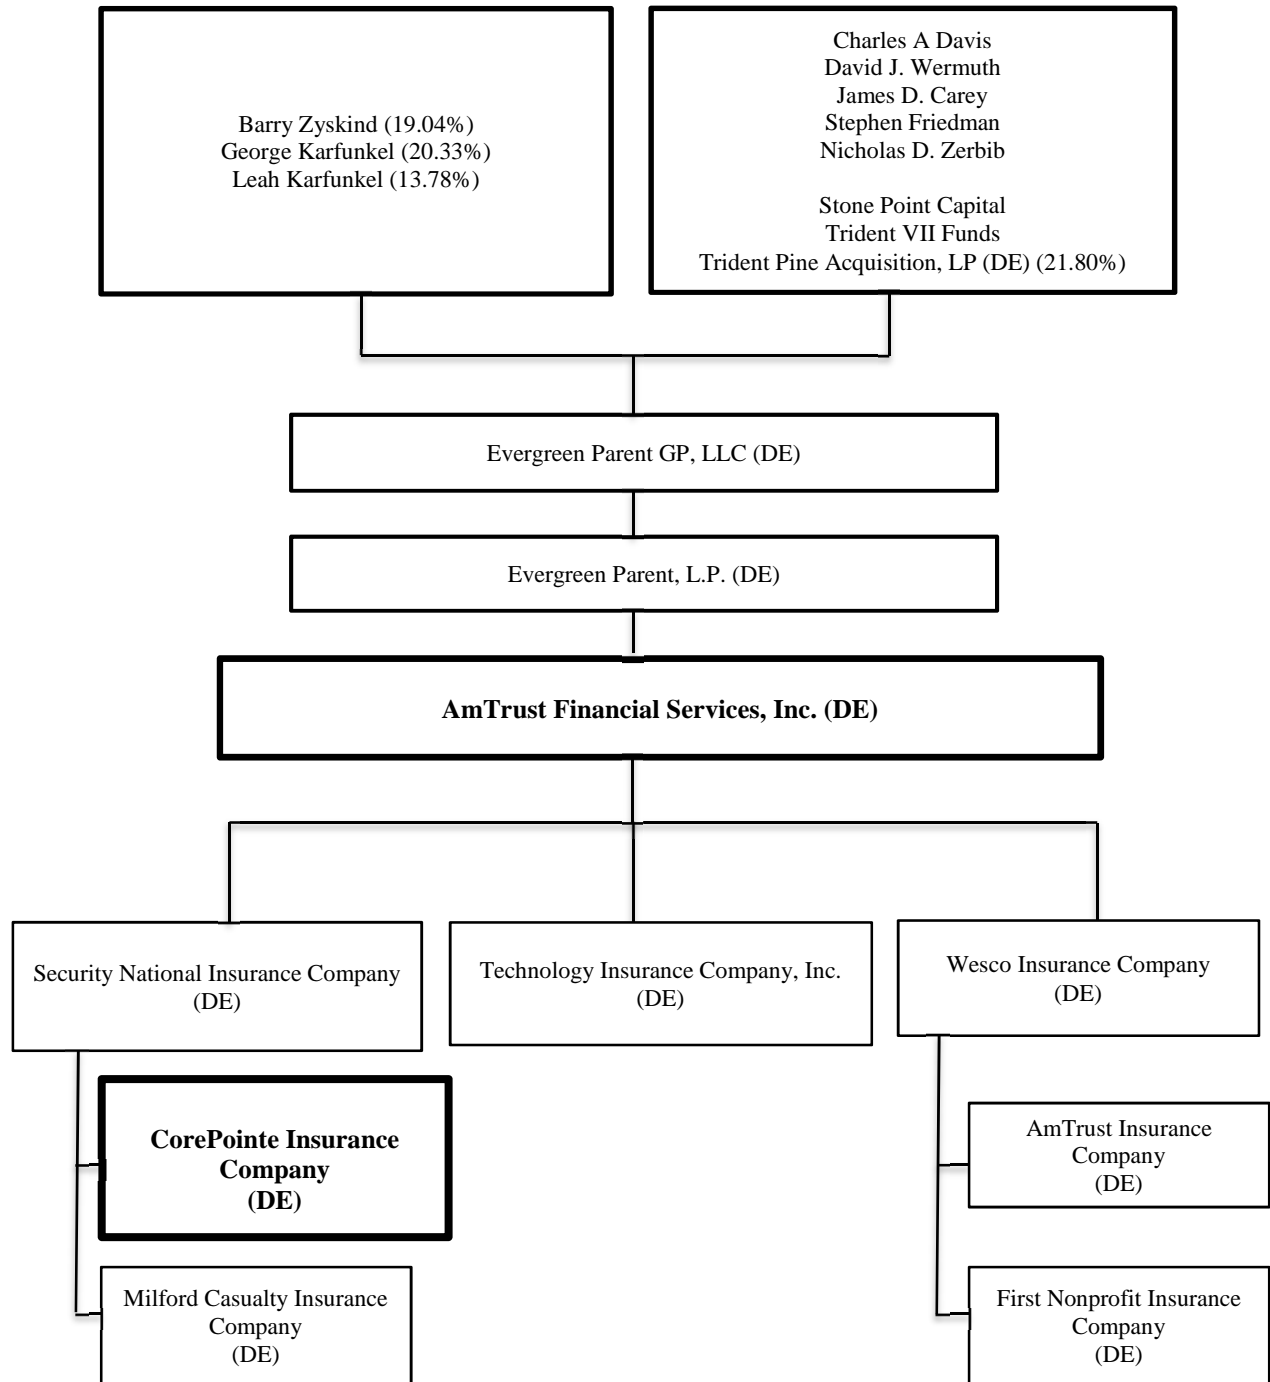 Barry Zyskind (19.04%)
George Karfunkel (20.33%)
Leah Karfunkel (13.78%)
Charles A Davis
David J. Wermuth
James D. Carey
Stephen Friedman
Nicholas D. Zerbib
Stone Point Capital
Trident VII Funds
Trident Pine Acquisition, LP (DE) (21.80%)
Evergreen Parent GP, LLC (DE)
Evergreen Parent, L.P. (DE)
AmTrust Financial Services, Inc. (DE)
Security National Insurance Company
(DE)
Technology Insurance Company, Inc.
(DE)
Wesco Insurance Company
(DE)
CorePointe Insurance
Company
(DE)
AmTrust Insurance
Company
(DE)
Milford Casualty Insurance
Company
(DE)
First Nonprofit Insurance
Company
(DE)